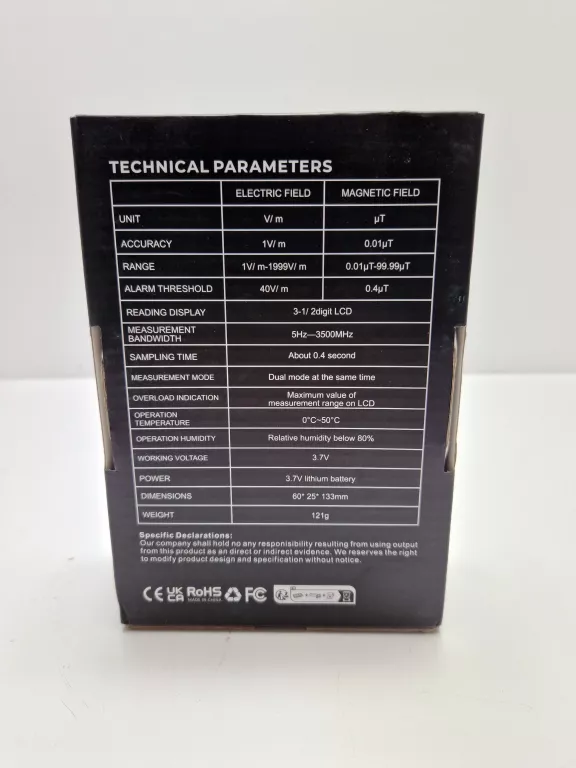 TECHNICAL PARAMETERS
ELECTRIC FIELD MAGNETIC FIELD
UNIT V/ m µT
ACCURACY 1V/ m 0.01µT
RANGE 1V/ m-1999V/ m 0.01µT-99.99µT
ALARM THRESHOLD 40V/ m 0.4µT
READING DISPLAY 3-1/ 2digit LCD
MEASUREMENT
BANDWIDTH 5Hz—3500MHz
SAMPLING TIME About 0.4 second
MEASUREMENT MODE Dual mode at the same time
OVERLOAD INDICATION Maximum value of
measurement range on LCD
OPERATION
TEMPERATURE 0°C~50°C
OPERATION HUMIDITY Relative humidity below 80%
WORKING VOLTAGE 3.7V
POWER 3.7V lithium battery
DIMENSIONS 60* 25* 133mm
WEIGHT 121g
Specific Declarations:
Our company shall hold no any responisibility resulting from using output
from this product as an direct or indirect evidence. We reserves the right
to modify product design and specification without notice.
CE UK CA RoHS FC
MADE IN CHINA